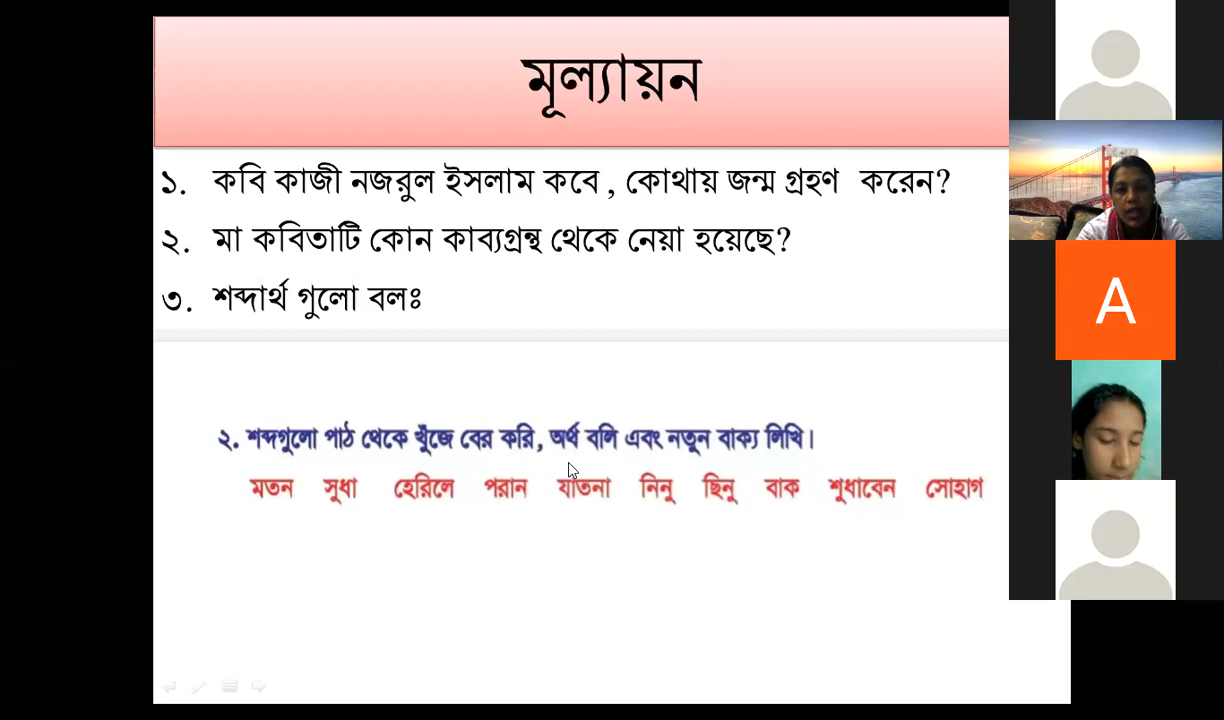 মূল্যায়ন
১. কবি কাজী নজরুল ইসলাম কবে , কোথায় জন্ম গ্রহণ করেন?
২. মা কবিতাটি কোন কাব্যগ্রন্থ থেকে নেয়া হয়েছে?
৩. শব্দার্থ গুলো বলঃ
২. শব্দগুলো পাঠ থেকে খুঁজে বের করি, অর্থ বলি এবং নতুন বাক্য লিখি।
মতন সুধা হেরিলে পরান যাতনা নিনু ছিনু বাক শুধাবেন সোহাগ
A